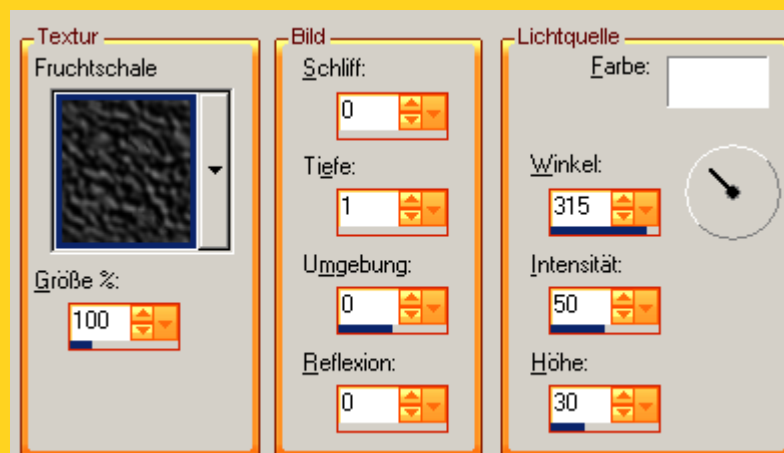 Textur
Fruchtschale
Größe %:
100
Bild
Schliff:
0
Tiefe:
1
Umgebung:
0
Reflexion:
0
Lichtquelle
Farbe:
Winkel:
315
Intensität:
50
Höhe:
30